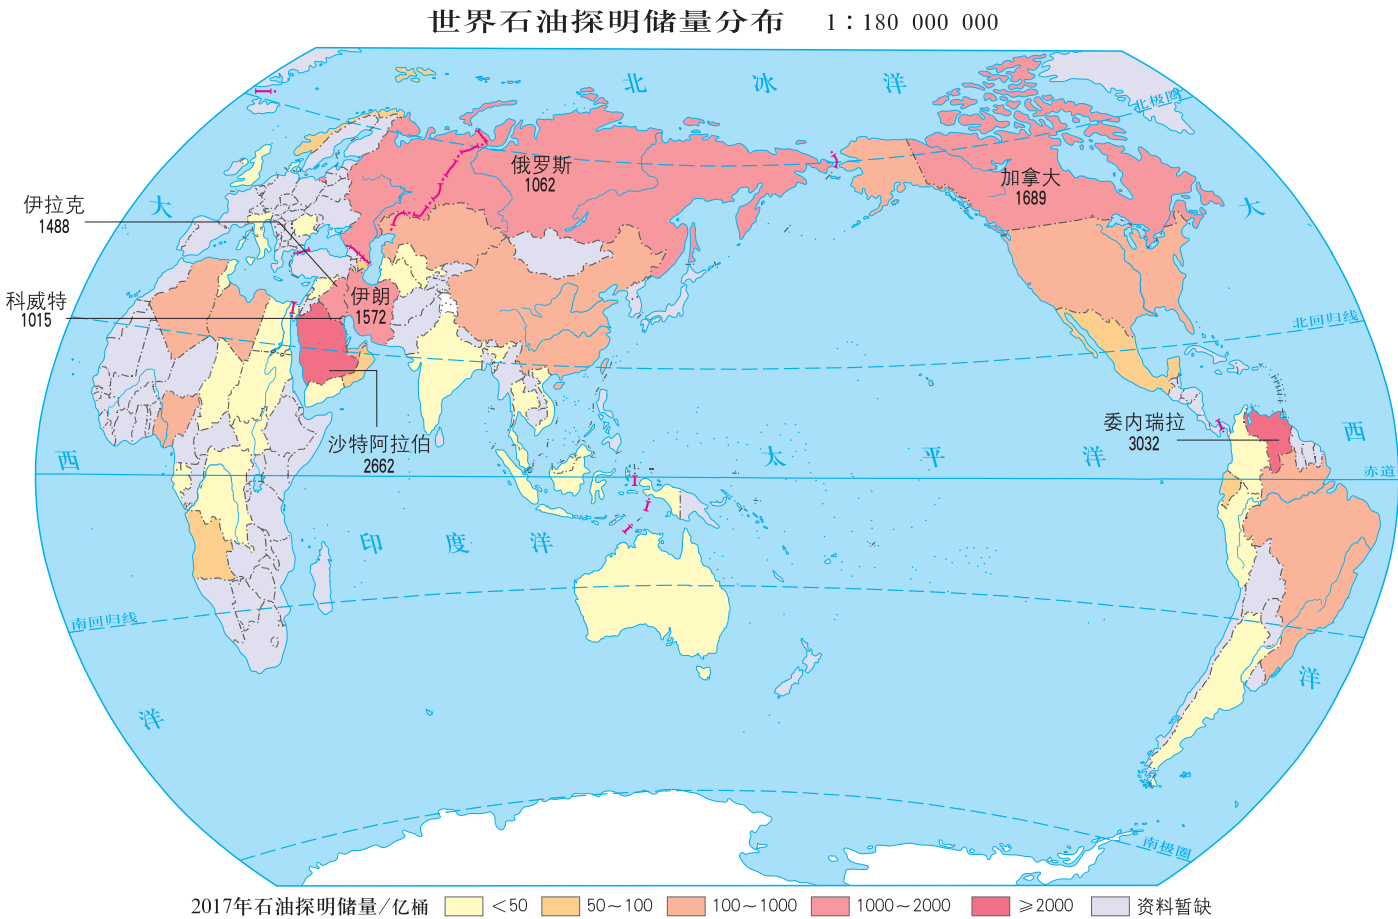 世界石油探明储量分布 1：180 000 000
北 冰 洋
北极圈
俄罗斯
1062
加拿大
1689
伊拉克
1488
大
大
科威特
1015
伊朗
1572
北回归线
沙特阿拉伯
2662
委内瑞拉
3032
西
西
太 平 洋
赤道
印 度 洋
南回归线
洋
洋
南极圈
2017年石油探明储量/亿桶 <50 50～100 100～1000 1000～2000 ≥2000 资料暂缺